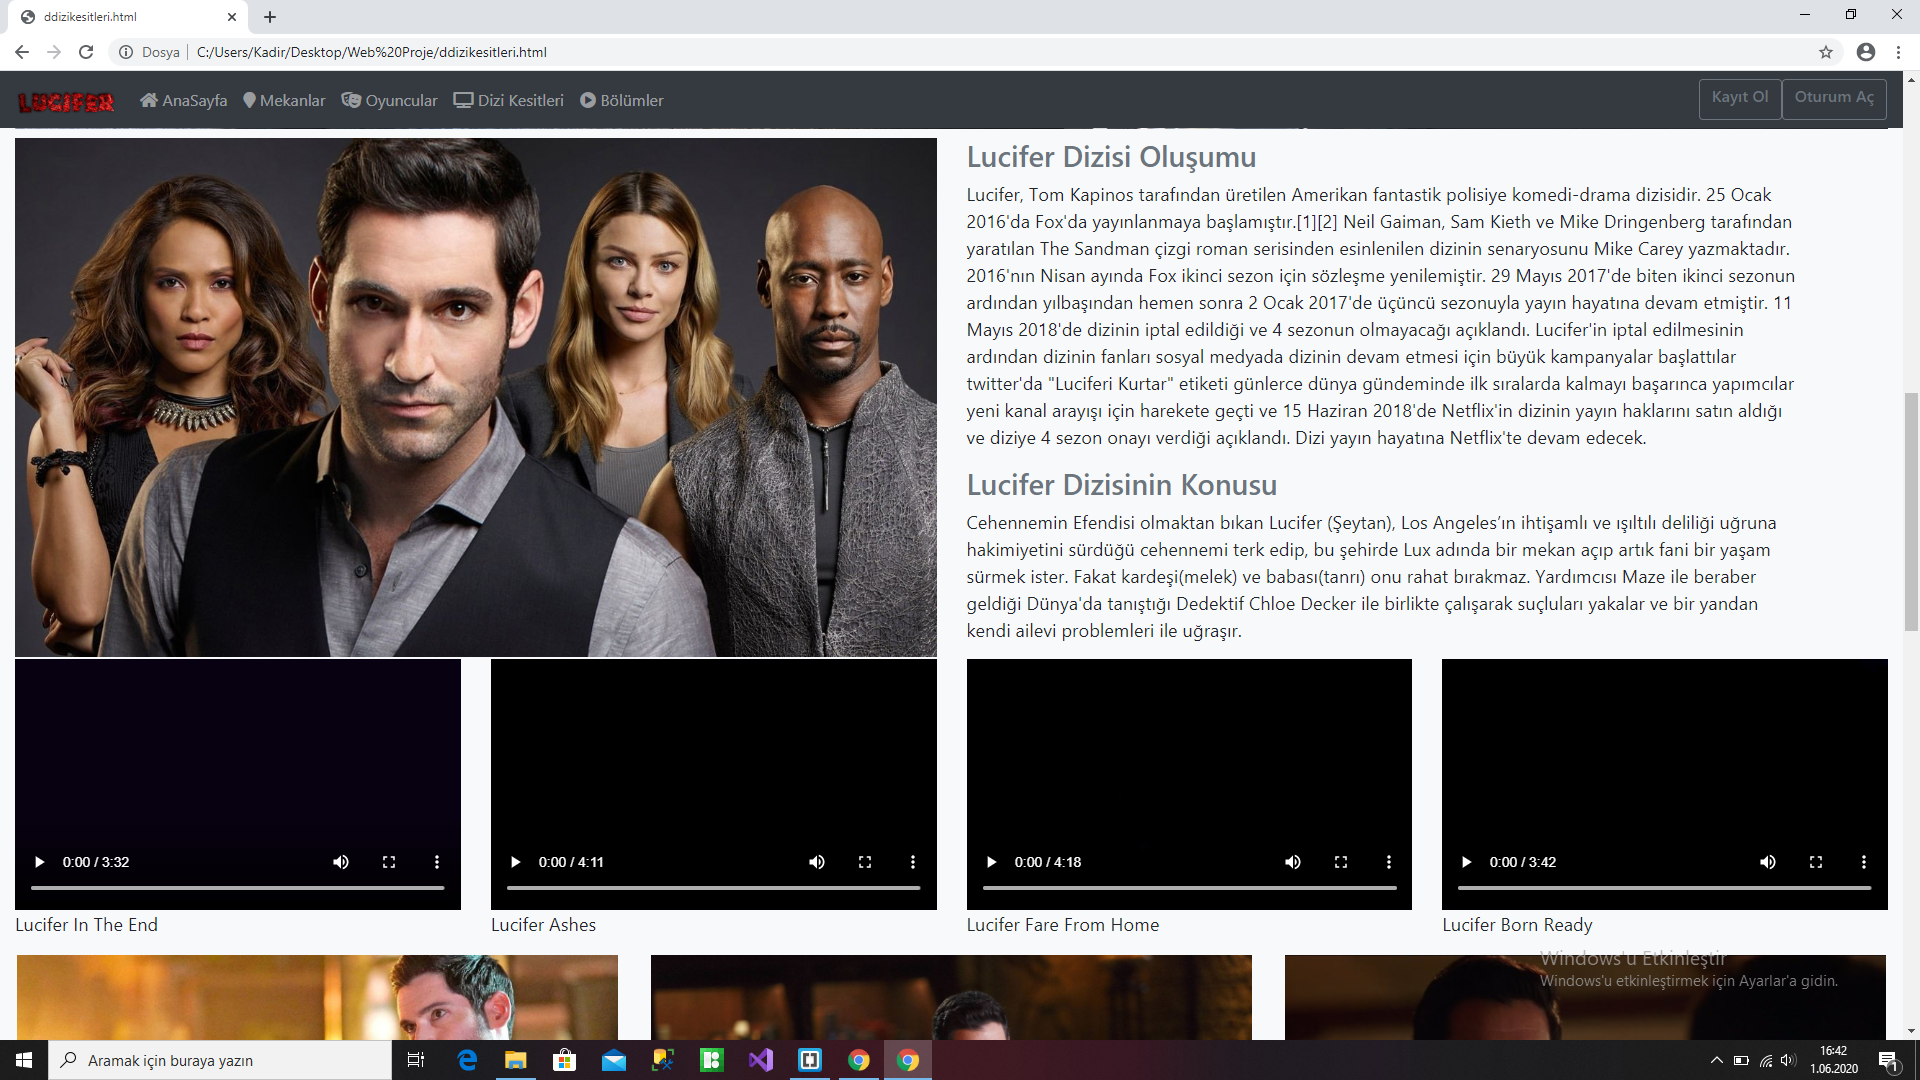 ddizikesitleri.html
Dosya C:/Users/Kadir/Desktop/Web%20Proje/ddizikesitleri.html
LUCIFER AnaSayfa Mekanlar Oyuncular Dizi Kesitleri Bölümler Kayıt Ol Oturum Aç
Lucifer Dizisi Oluşumu
Lucifer, Tom Kapinos tarafından üretilen Amerikan fantastik polisiye komedi-drama dizisidir. 25 Ocak
2016'da Fox'da yayınlanmaya başlamıştır.[1][2] Neil Gaiman, Sam Kieth ve Mike Dringenberg tarafından
yaratılan The Sandman çizgi roman serisinden esinlenilen dizinin senaryosunu Mike Carey yazmaktadır.
2016'nın Nisan ayında Fox ikinci sezon için sözleşme yenilemiştir. 29 Mayıs 2017'de biten ikinci sezonun
ardından yılbaşından hemen sonra 2 Ocak 2017'de üçüncü sezonuyla yayın hayatına devam etmiştir. 11
Mayıs 2018'de dizinin iptal edildiği ve 4 sezonun olmayacağı açıklandı. Lucifer'in iptal edilmesinin
ardından dizinin fanları sosyal medyada dizinin devam etmesi için büyük kampanyalar başlattılar
twitter'da "Luciferi Kurtar" etiketi günlerce dünya gündeminde ilk sıralarda kalmayı başarınca yapımcılar
yeni kanal arayışı için harekete geçti ve 15 Haziran 2018'de Netflix'in dizinin yayın haklarını satın aldığı
ve diziye 4 sezon onayı verdiği açıklandı. Dizi yayın hayatına Netflix'te devam edecek.
Lucifer Dizisinin Konusu
Cehennemin Efendisi olmaktan bıkan Lucifer (Şeytan), Los Angeles’ın ihtişamlı ve ışıltılı deliliği uğruna
hakimiyetini sürdüğü cehennemi terk edip, bu şehirde Lux adında bir mekan açıp artık fani bir yaşam
sürmek ister. Fakat kardeşi(melek) ve babası(tanrı) onu rahat bırakmaz. Yardımcısı Maze ile beraber
geldiği Dünya'da tanıştığı Dedektif Chloe Decker ile birlikte çalışarak suçluları yakalar ve bir yandan
kendi ailevi problemleri ile uğraşır.
0:00 / 3:32 0:00 / 4:11 0:00 / 4:18 0:00 / 3:42
Lucifer In The End Lucifer Ashes Lucifer Fare From Home Lucifer Born Ready
Windows'u Etkinleştir
Windows'u etkinleştirmek için Ayarlar'a gidin.
Aramak için buraya yazın
16:42
1.06.2020
1